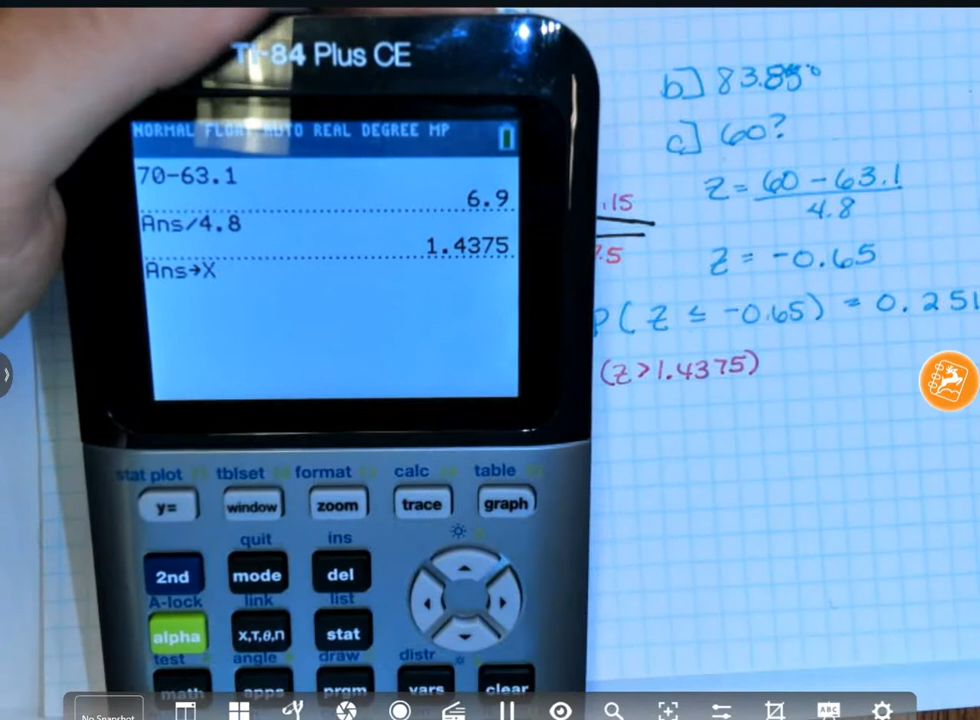 TI-84 Plus CE
NORMAL FLOAT AUTO REAL DEGREE MP
70-63.1
6.9
Ans/4.8
1.4375
Ans→X
stat plot tblset format calc table
y= window zoom trace graph
quit ins
2nd mode del
A-lock link list
alpha X,T,θ,n stat
test angle draw distr
math apps prgm vars clear
b] 83.85%
c] 60?
Z = 60 - 63.1
4.8
.15
.5
Z = -0.65
P(Z ≤ -0.65) = 0.251
(Z > 1.4375)
No Snapshot
ABC